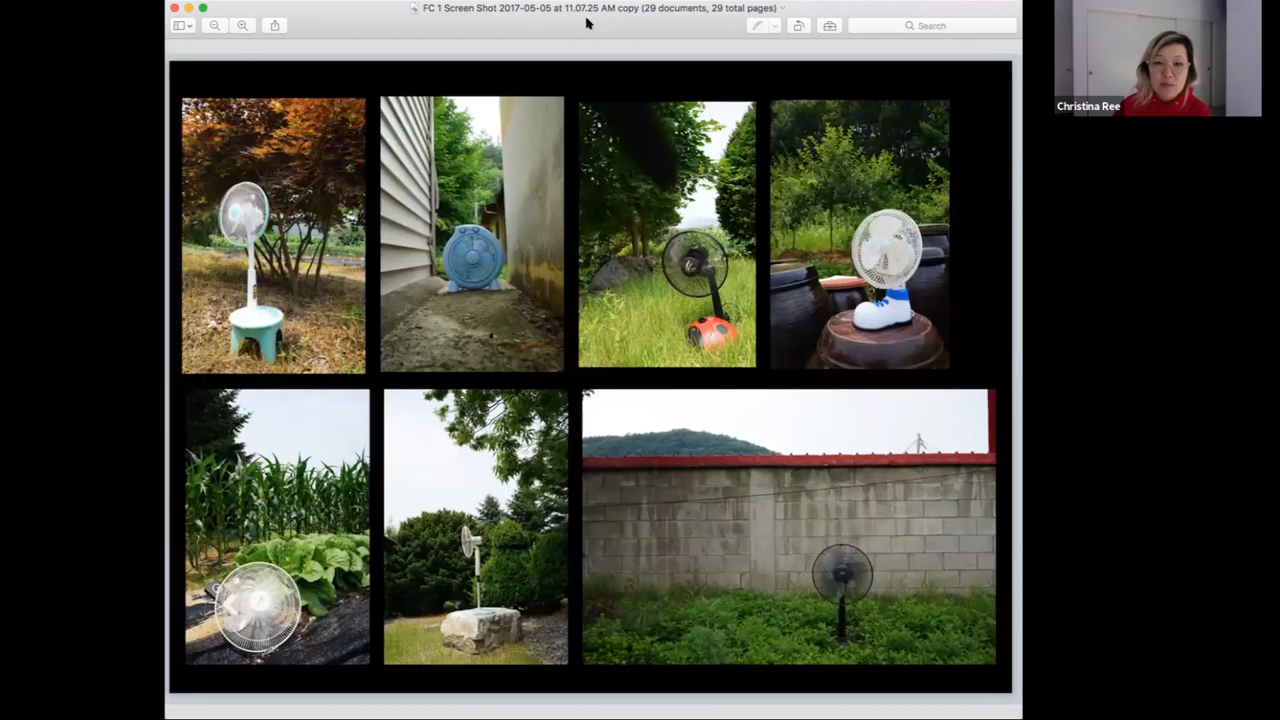 FC 1 Screen Shot 2017-05-05 at 11.07.25 AM copy (29 documents, 29 total pages)
Search
Christina Ree